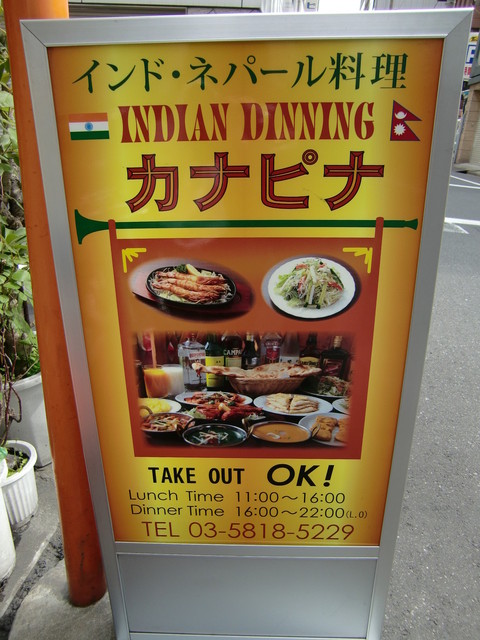 インド・ネパール料理
INDIAN DINNING
カナピナ
CAMPA
TAKE OUT OK!
Lunch Time 11:00～16:00
Dinner Time 16:00～22:00(L.O)
TEL 03-5818-5229